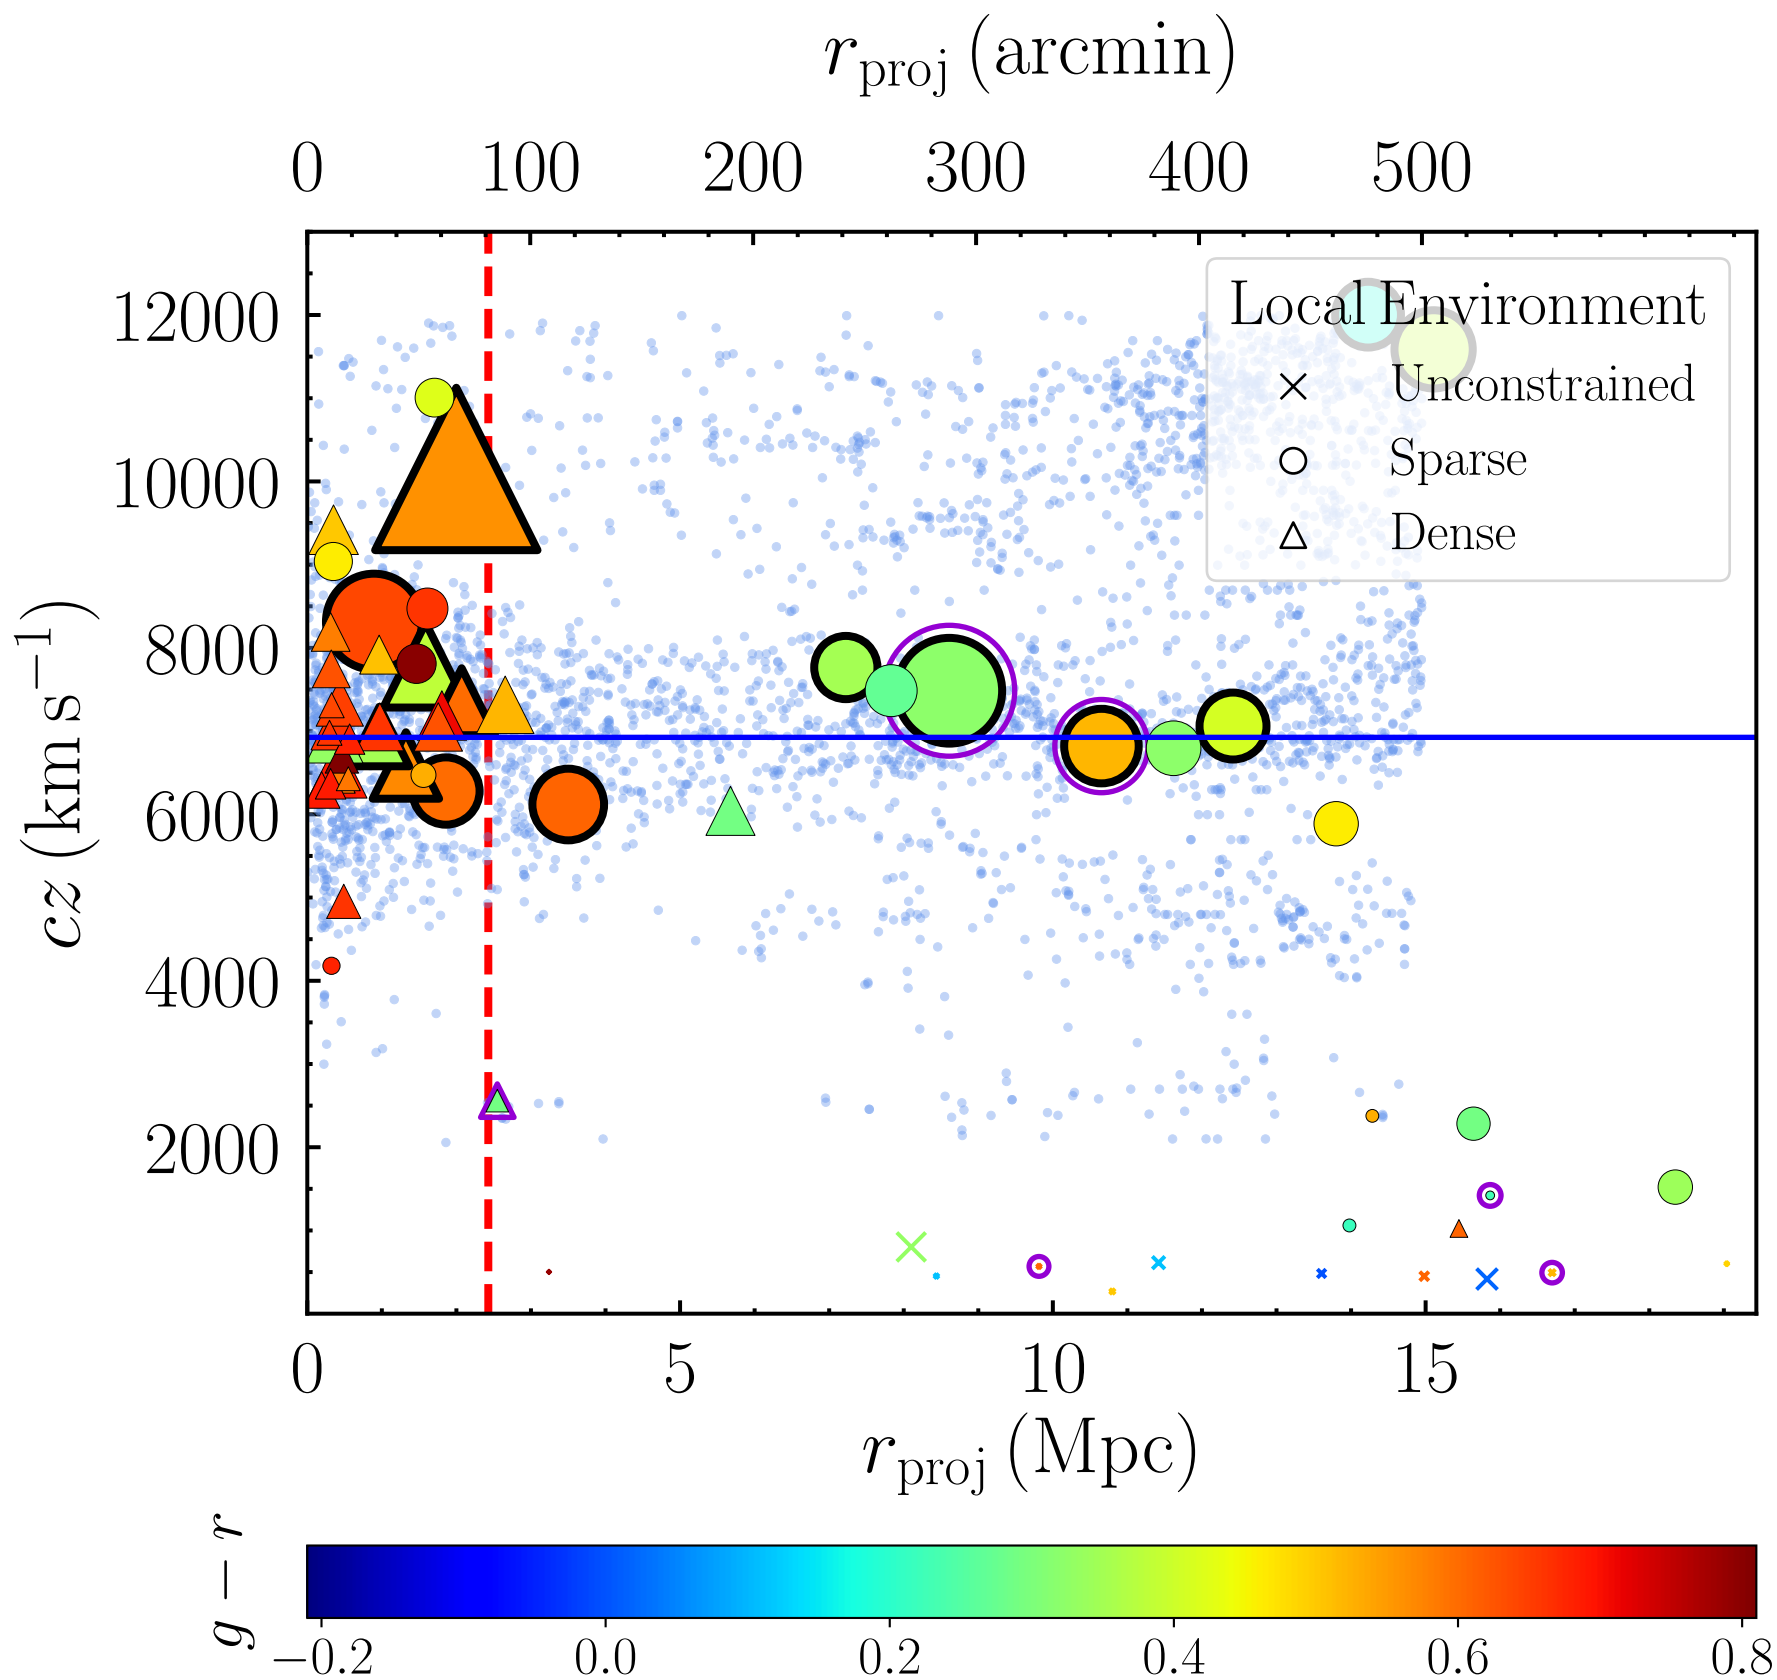 r_proj (arcmin)
0 100 200 300 400 500
12000
10000
8000
6000
4000
2000
cz (km s⁻¹)
Local Environment
Unconstrained
Sparse
Dense
0 5 10 15
r_proj (Mpc)
g − r
−0.2 0.0 0.2 0.4 0.6 0.8